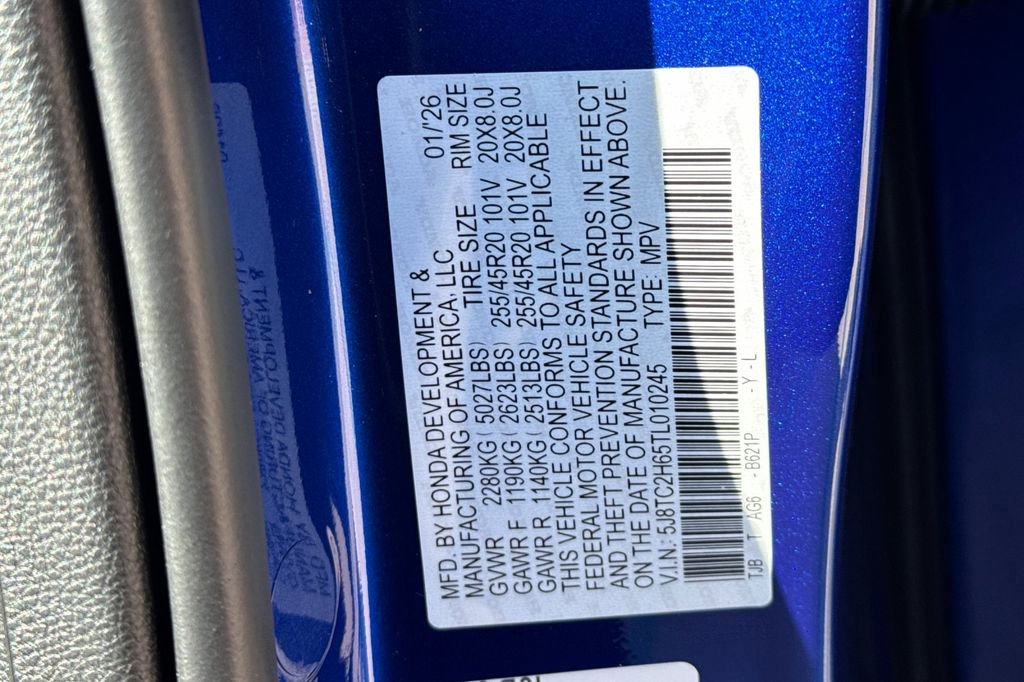 MFD. BY HONDA DEVELOPMENT &
MANUFACTURING OF AMERICA, LLC 01/'26
TIRE SIZE RIM SIZE
GVWR 2280KG ( 5027LBS) 255/45R20 101V 20X8.0J
GAWR F 1190KG ( 2623LBS) 255/45R20 101V 20X8.0J
GAWR R 1140KG ( 2513LBS)
THIS VEHICLE CONFORMS TO ALL APPLICABLE
FEDERAL MOTOR VEHICLE SAFETY
AND THEFT PREVENTION STANDARDS IN EFFECT
ON THE DATE OF MANUFACTURE SHOWN ABOVE.
V.I.N.: 5J8TC2H65TL010245 TYPE: MPV
TJB T AG6 -B621P -Y-L